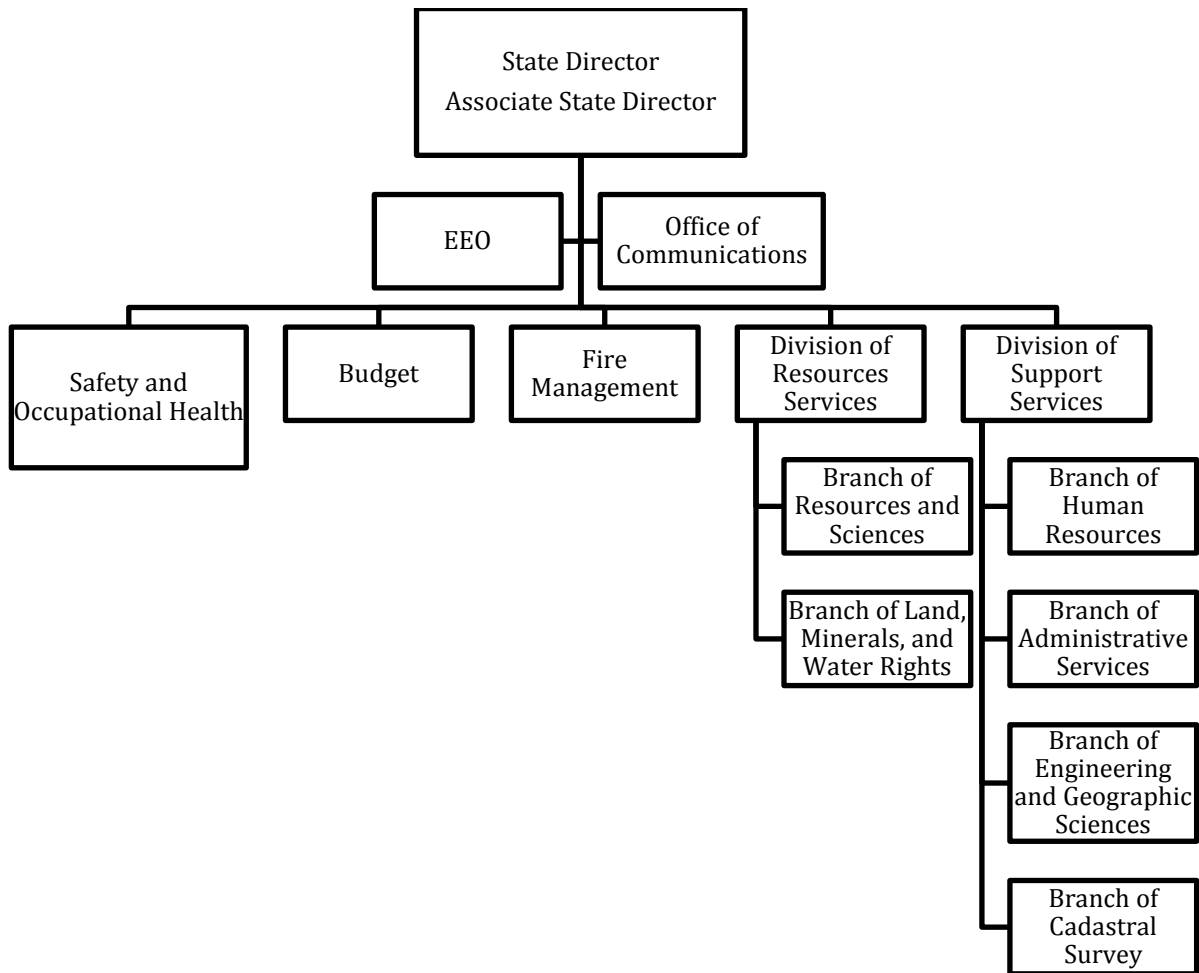 State Director
Associate State Director
EEO
Office of
Communications
Safety and
Occupational Health
Budget
Fire
Management
Division of
Resources
Services
Division of
Support
Services
Branch of
Resources and
Sciences
Branch of Land,
Minerals, and
Water Rights
Branch of
Human
Resources
Branch of
Administrative
Services
Branch of
Engineering
and Geographic
Sciences
Branch of
Cadastral
Survey